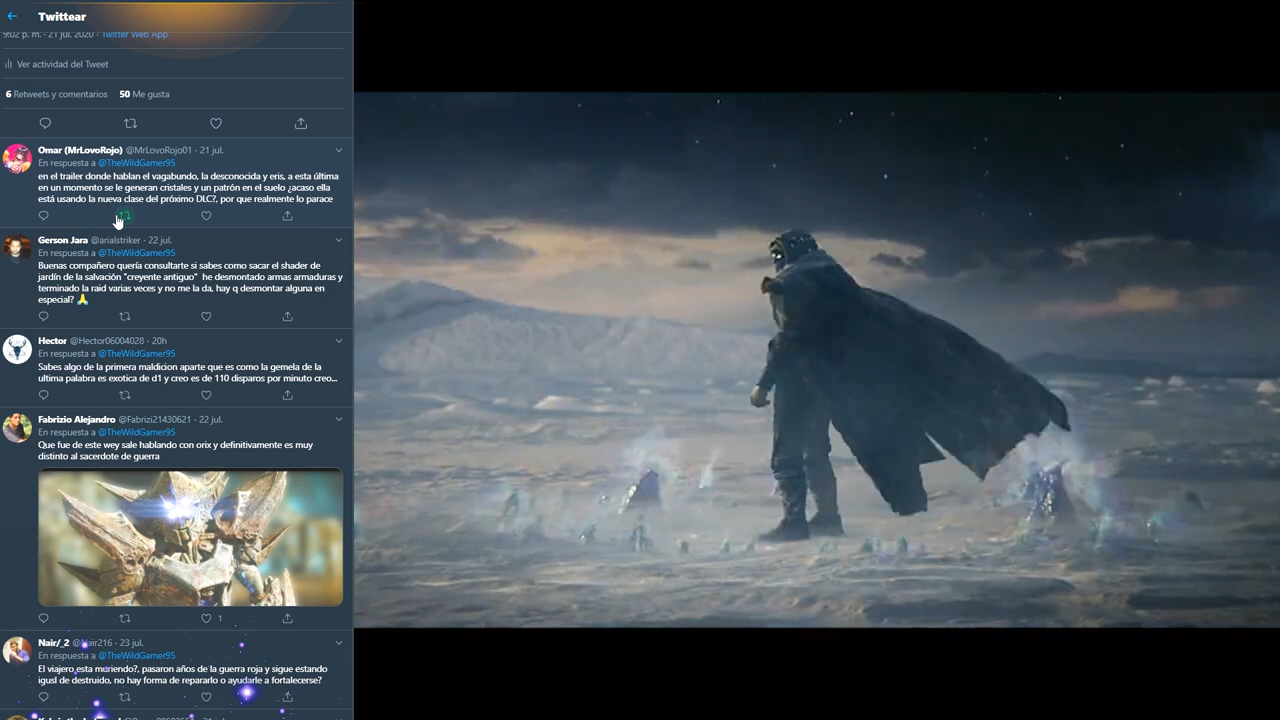 Twittear
9:02 p. m. · 21 jul. 2020 · Twitter Web App
Ver actividad del Tweet
6 Retweets y comentarios 50 Me gusta
Omar (MrLovoRojo) @MrLovoRojo01 · 21 jul.
En respuesta a @TheWildGamer95
en el trailer donde hablan el vagabundo, la desconocida y eris, a esta última
en un momento se le generan cristales y un patrón en el suelo ¿acaso ella
está usando la nueva clase del próximo DLC?, por que realmente lo parace
Gerson Jara @arialstriker · 22 jul.
En respuesta a @TheWildGamer95
Buenas compañero quería consultarte si sabes como sacar el shader de
jardín de la salvación "creyente antiguo" he desmontado armas armaduras y
terminado la raid varias veces y no me la da, hay q desmontar alguna en
especial? 🙏
Hector @Hector06004028 · 20h
En respuesta a @TheWildGamer95
Sabes algo de la primera maldicion aparte que es como la gemela de la
ultima palabra es exotica de d1 y creo es de 110 disparos por minuto creo...
Fabrizio Alejandro @Fabrizi21430621 · 22 jul.
En respuesta a @TheWildGamer95
Que fue de este wey sale hablando con orix y definitivamente es muy
distinto al sacerdote de guerra
1
Nair/_2 @Nair216 · 23 jul.
En respuesta a @TheWildGamer95
El viajero esta muriendo?, pasaron años de la guerra roja y sigue estando
igusl de destruido, no hay forma de repararlo o ayudarle a fortalecerse?